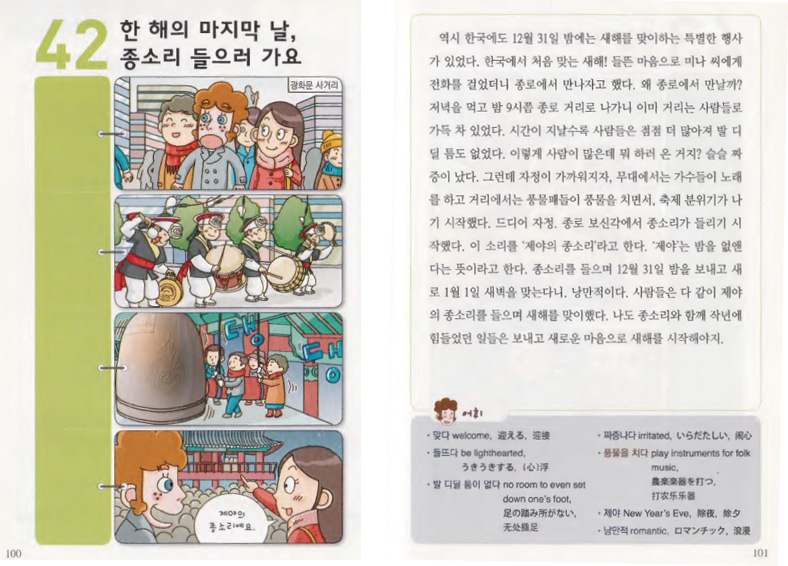 42
한 해의 마지막 날,
종소리 들으러 가요
광화문 사거리
댕
댕
제야의
종소리예요.
100
역시 한국에도 12월 31일 밤에는 새해를 맞이하는 특별한 행사
가 있었다. 한국에서 처음 맞는 새해! 들뜬 마음으로 미나 씨에게
전화를 걸었더니 종로에서 만나자고 했다. 왜 종로에서 만날까?
저녁을 먹고 밤 9시쯤 종로 거리로 나가니 이미 거리는 사람들로
가득 차 있었다. 시간이 지날수록 사람들은 점점 더 많아져 발 디
딜 틈도 없었다. 이렇게 사람이 많은데 뭐 하러 온 거지? 슬슬 짜
증이 났다. 그런데 자정이 가까워지자, 무대에서는 가수들이 노래
를 하고 거리에서는 풍물패들이 풍물을 치면서, 축제 분위기가 나
기 시작했다. 드디어 자정. 종로 보신각에서 종소리가 들리기 시
작했다. 이 소리를 '제야의 종소리'라고 한다. '제야'는 밤을 없앤
다는 뜻이라고 한다. 종소리를 들으며 12월 31일 밤을 보내고 새
로 1월 1일 새벽을 맞는다니. 낭만적이다. 사람들은 다 같이 제야
의 종소리를 들으며 새해를 맞이했다. 나도 종소리와 함께 작년에
힘들었던 일들은 보내고 새로운 마음으로 새해를 시작해야지.
어휘
· 맞다 welcome, 迎える, 迎接
· 들뜨다 be lighthearted,
うきうきする, (心)浮
· 발 디딜 틈이 없다 no room to even set
down one's foot,
足の踏み所がない,
无处插足
· 짜증나다 irritated, いらだたしい, 闹心
· 풍물을 치다 play instruments for folk
music,
農楽楽器を打つ,
打农乐乐器
· 제야 New Year's Eve, 除夜, 除夕
· 낭만적 romantic, ロマンチック, 浪漫
101